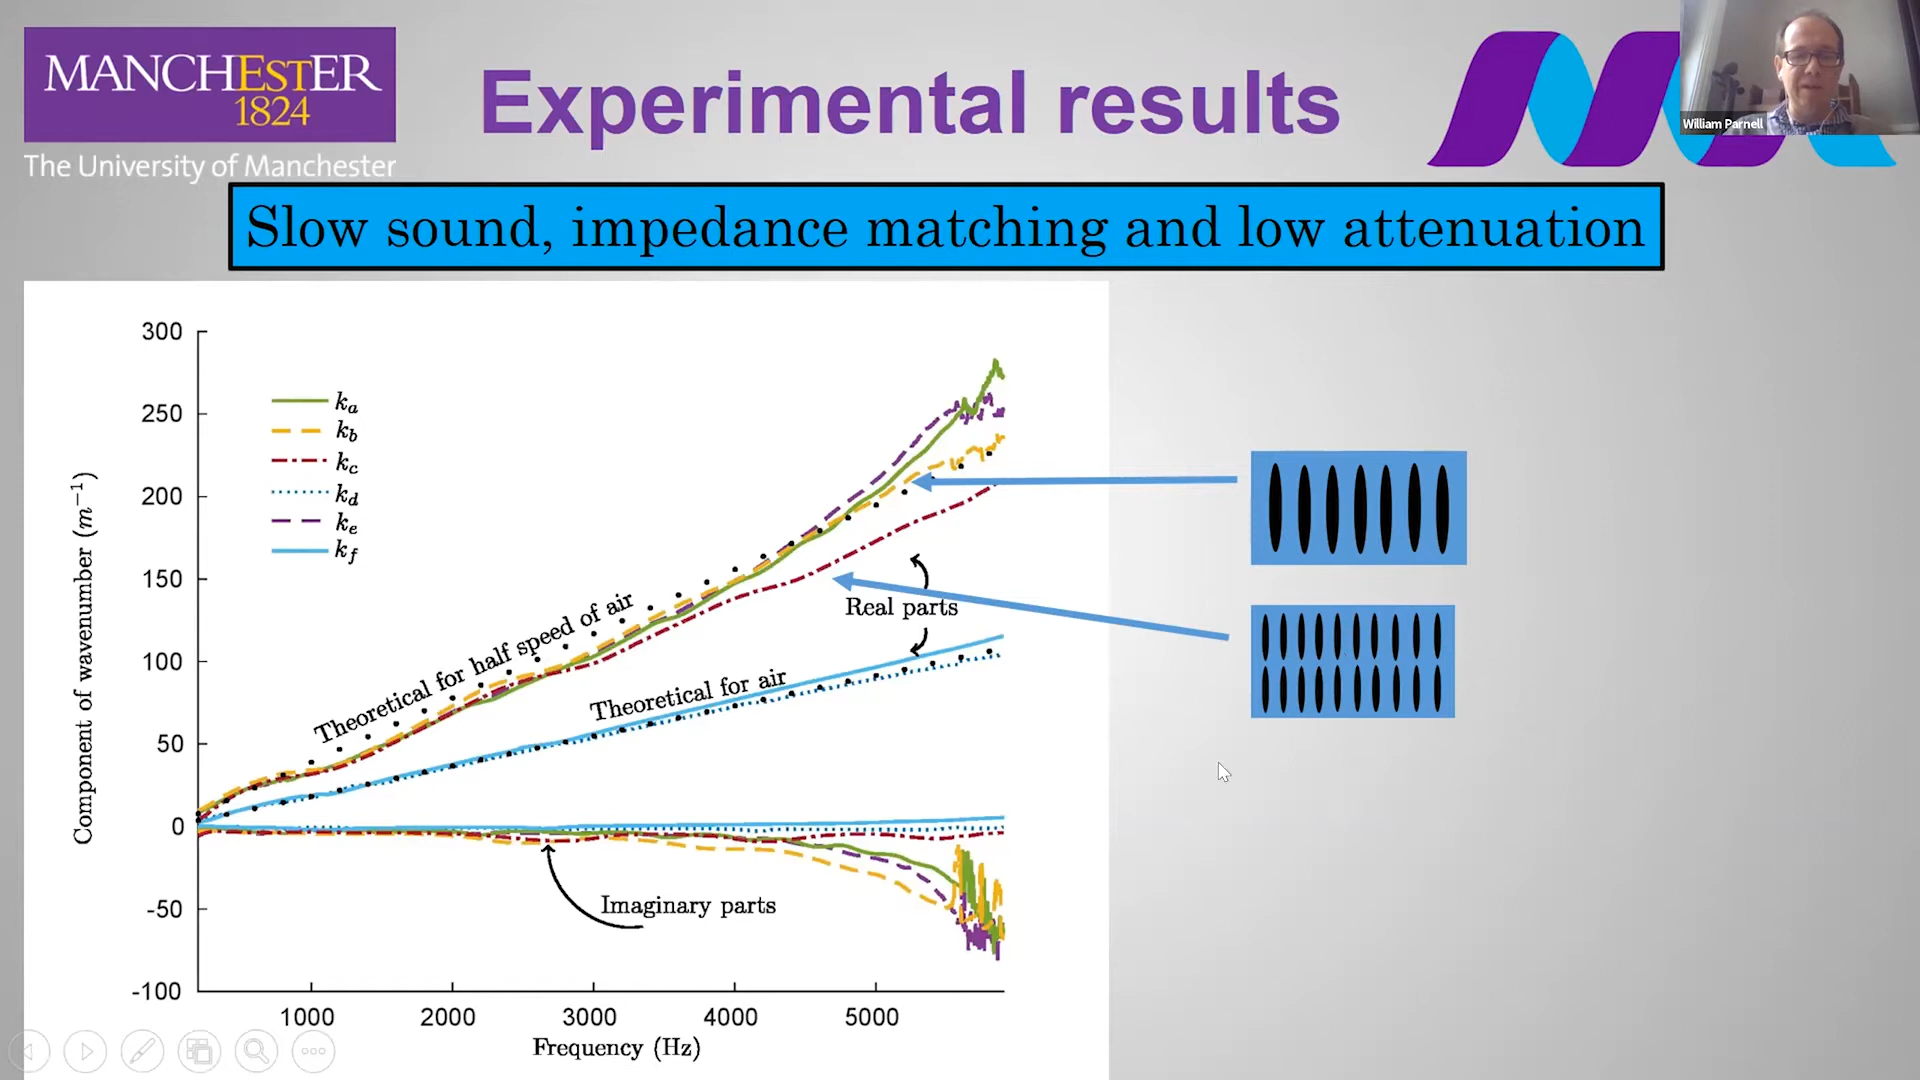 MANCHESTER
1824
The University of Manchester
Experimental results
William Parnell
Slow sound, impedance matching and low attenuation
300
250
200
150
100
50
0
-50
-100
Component of wavenumber (m⁻¹)
kₐ
k_b
k_c
k_d
kₑ
k_f
Theoretical for half speed of air
Theoretical for air
Real parts
Imaginary parts
1000 2000 3000 4000 5000
Frequency (Hz)